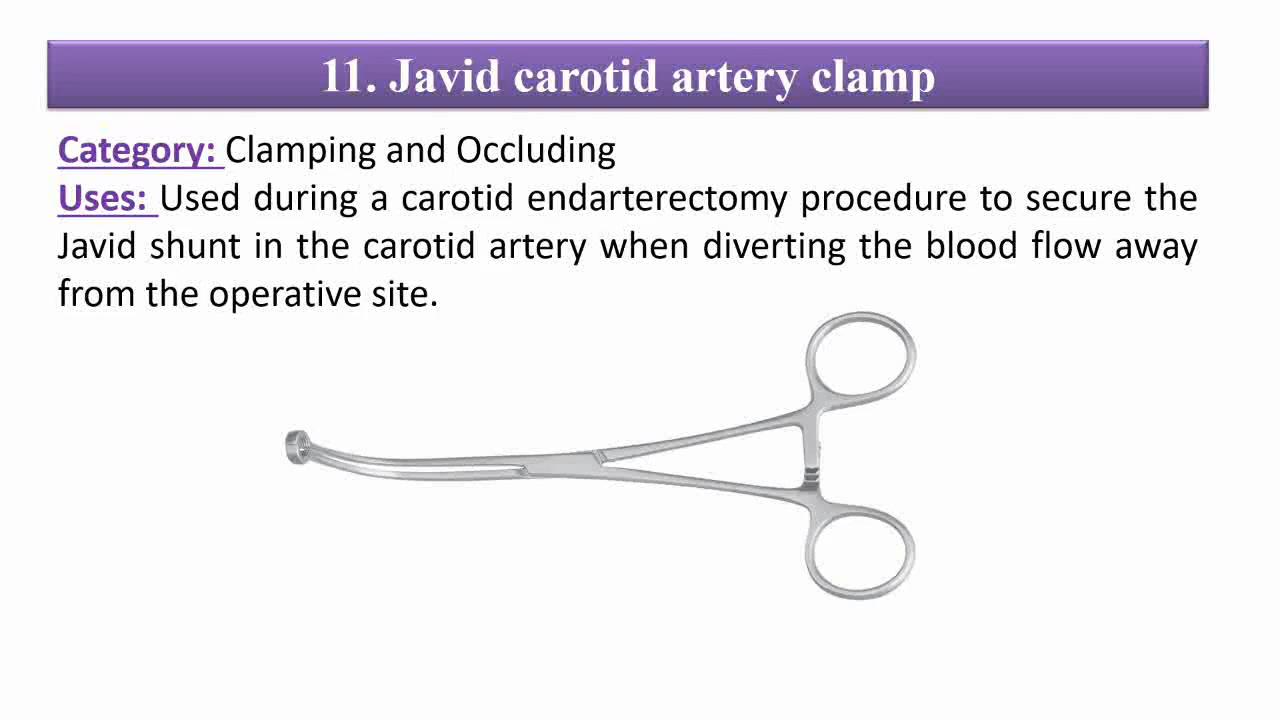 11. Javid carotid artery clamp
Category: Clamping and Occluding
Uses: Used during a carotid endarterectomy procedure to secure the
Javid shunt in the carotid artery when diverting the blood flow away
from the operative site.